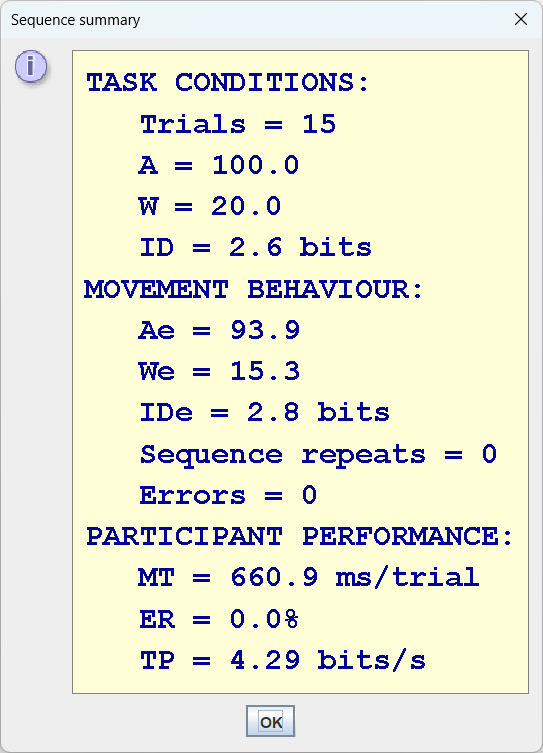 Sequence summary
TASK CONDITIONS:
Trials = 15
A = 100.0
W = 20.0
ID = 2.6 bits
MOVEMENT BEHAVIOUR:
Ae = 93.9
We = 15.3
IDe = 2.8 bits
Sequence repeats = 0
Errors = 0
PARTICIPANT PERFORMANCE:
MT = 660.9 ms/trial
ER = 0.0%
TP = 4.29 bits/s
OK